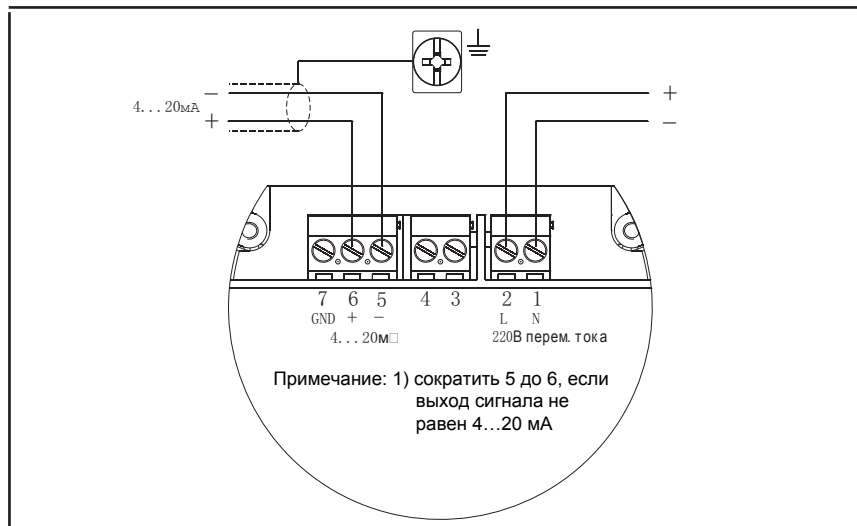 −
4...20мА
+
+
−
7 6 5 4 3 2 1
GND + − L N
4...20м□ 220В перем. тока
Примечание: 1) сократить 5 до 6, если
выход сигнала не
равен 4...20 мА